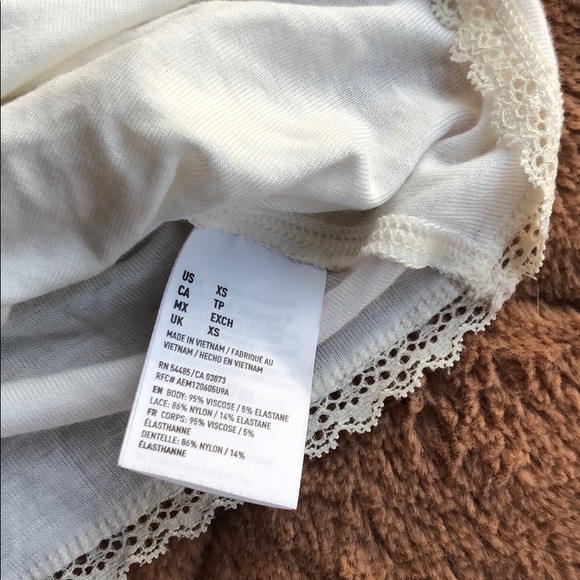 US XS
CA TP
MX EXCH
UK XS
MADE IN VIETNAM / FABRIQUÉ AU
VIETNAM / HECHO EN VIETNAM
RN 54485/CA 03873
RFC# AEM120605U9A
EN BODY: 95% VISCOSE / 5% ELASTANE
LACE: 86% NYLON / 14% ELASTANE
FR CORPS: 95% VISCOSE / 5%
ÉLASTHANNE
DENTELLE: 86% NYLON / 14%
ÉLASTHANNE